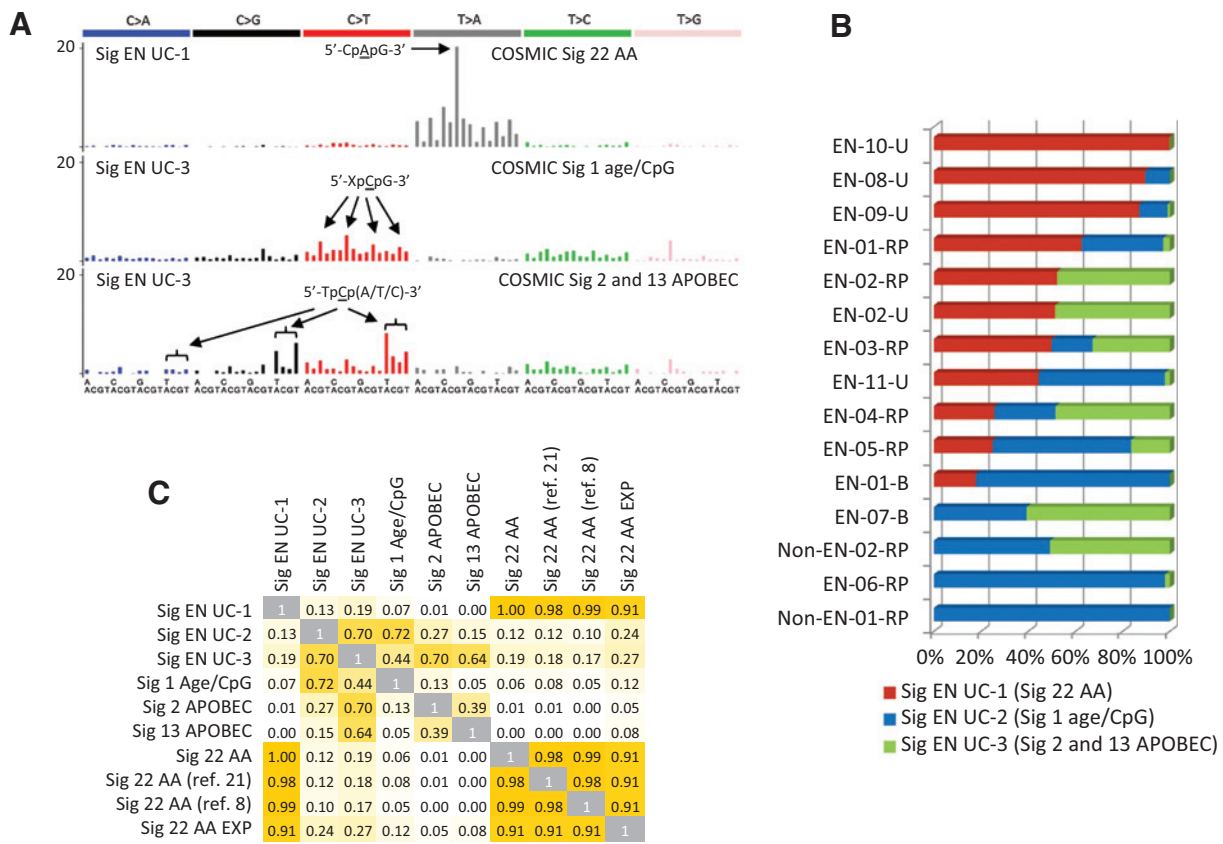 A
C>A C>G C>T T>A T>C T>G
20
Sig EN UC-1
5'-CpApG-3'
COSMIC Sig 22 AA
20
Sig EN UC-3
COSMIC Sig 1 age/CpG
5'-XpCpG-3'
20
Sig EN UC-3
COSMIC Sig 2 and 13 APOBEC
5'-TpCp(A/T/C)-3'
A C G T A C G T A C G T A C G T A C G T A C G T
ACGTACGTACGTACGT ACGTACGTACGTACGT ACGTACGTACGTACGT ACGTACGTACGTACGT ACGTACGTACGTACGT ACGTACGTACGTACGT
B
EN-10-U
EN-08-U
EN-09-U
EN-01-RP
EN-02-RP
EN-02-U
EN-03-RP
EN-11-U
EN-04-RP
EN-05-RP
EN-01-B
EN-07-B
Non-EN-02-RP
EN-06-RP
Non-EN-01-RP
0% 20% 40% 60% 80% 100%
Sig EN UC-1 (Sig 22 AA)
Sig EN UC-2 (Sig 1 age/CpG)
Sig EN UC-3 (Sig 2 and 13 APOBEC)
C
Sig EN UC-1
Sig EN UC-2
Sig EN UC-3
Sig 1 Age/CpG
Sig 2 APOBEC
Sig 13 APOBEC
Sig 22 AA
Sig 22 AA (ref. 21)
Sig 22 AA (ref. 8)
Sig 22 AA EXP
Sig EN UC-1 1 0.13 0.19 0.07 0.01 0.00 1.00 0.98 0.99 0.91
Sig EN UC-2 0.13 1 0.70 0.72 0.27 0.15 0.12 0.12 0.10 0.24
Sig EN UC-3 0.19 0.70 1 0.44 0.70 0.64 0.19 0.18 0.17 0.27
Sig 1 Age/CpG 0.07 0.72 0.44 1 0.13 0.05 0.06 0.08 0.05 0.12
Sig 2 APOBEC 0.01 0.27 0.70 0.13 1 0.39 0.01 0.01 0.00 0.05
Sig 13 APOBEC 0.00 0.15 0.64 0.05 0.39 1 0.00 0.00 0.00 0.08
Sig 22 AA 1.00 0.12 0.19 0.06 0.01 0.00 1 0.98 0.99 0.91
Sig 22 AA (ref. 21) 0.98 0.12 0.18 0.08 0.01 0.00 0.98 1 0.98 0.91
Sig 22 AA (ref. 8) 0.99 0.10 0.17 0.05 0.00 0.00 0.99 0.98 1 0.91
Sig 22 AA EXP 0.91 0.24 0.27 0.12 0.05 0.08 0.91 0.91 0.91 1